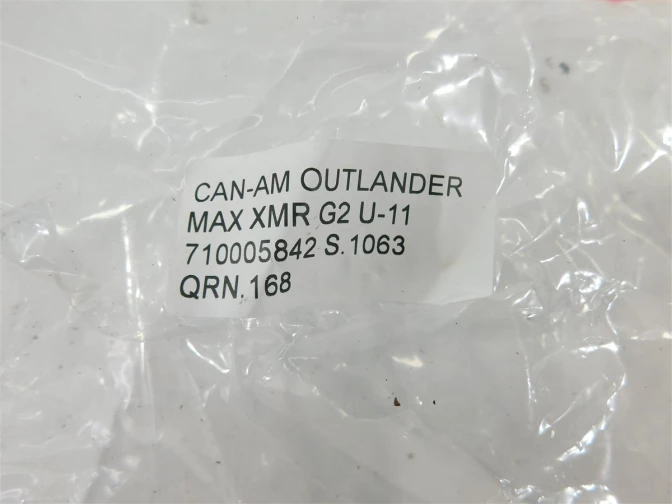 CAN-AM OUTLANDER
MAX XMR G2 U-11
710005842 S.1063
QRN.168